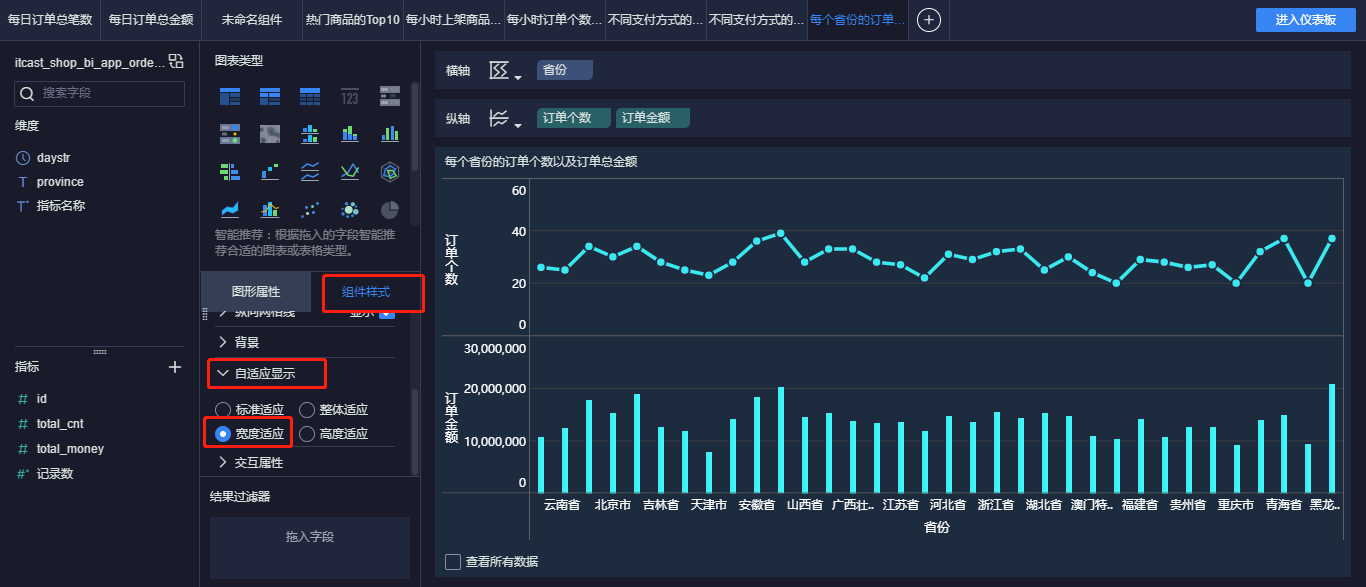 每日订单总笔数 每日订单总金额 未命名组件 热门商品的Top10 每小时上架商品... 每小时订单个数... 不同支付方式的... 不同支付方式的... 每个省份的订单... 进入仪表板
itcast_shop_bi_app_orde...
搜索字段
维度
daystr
T province
T* 指标名称
指标
# id
# total_cnt
# total_money
#* 记录数
图表类型
123
智能推荐：根据拖入的字段智能推
荐合适的图表或表格类型。
图形属性 组件样式
纵向网格线 显示
背景
自适应显示
标准适应 整体适应
宽度适应 高度适应
交互属性
结果过滤器
拖入字段
横轴 省份
纵轴 订单个数 订单金额
每个省份的订单个数以及订单总金额
订单个数
60
40
20
0
订单金额
30,000,000
20,000,000
10,000,000
0
云南省 北京市 吉林省 天津市 安徽省 山西省 广西壮.. 江苏省 河北省 浙江省 湖北省 澳门特.. 福建省 贵州省 重庆市 青海省 黑龙..
省份
查看所有数据